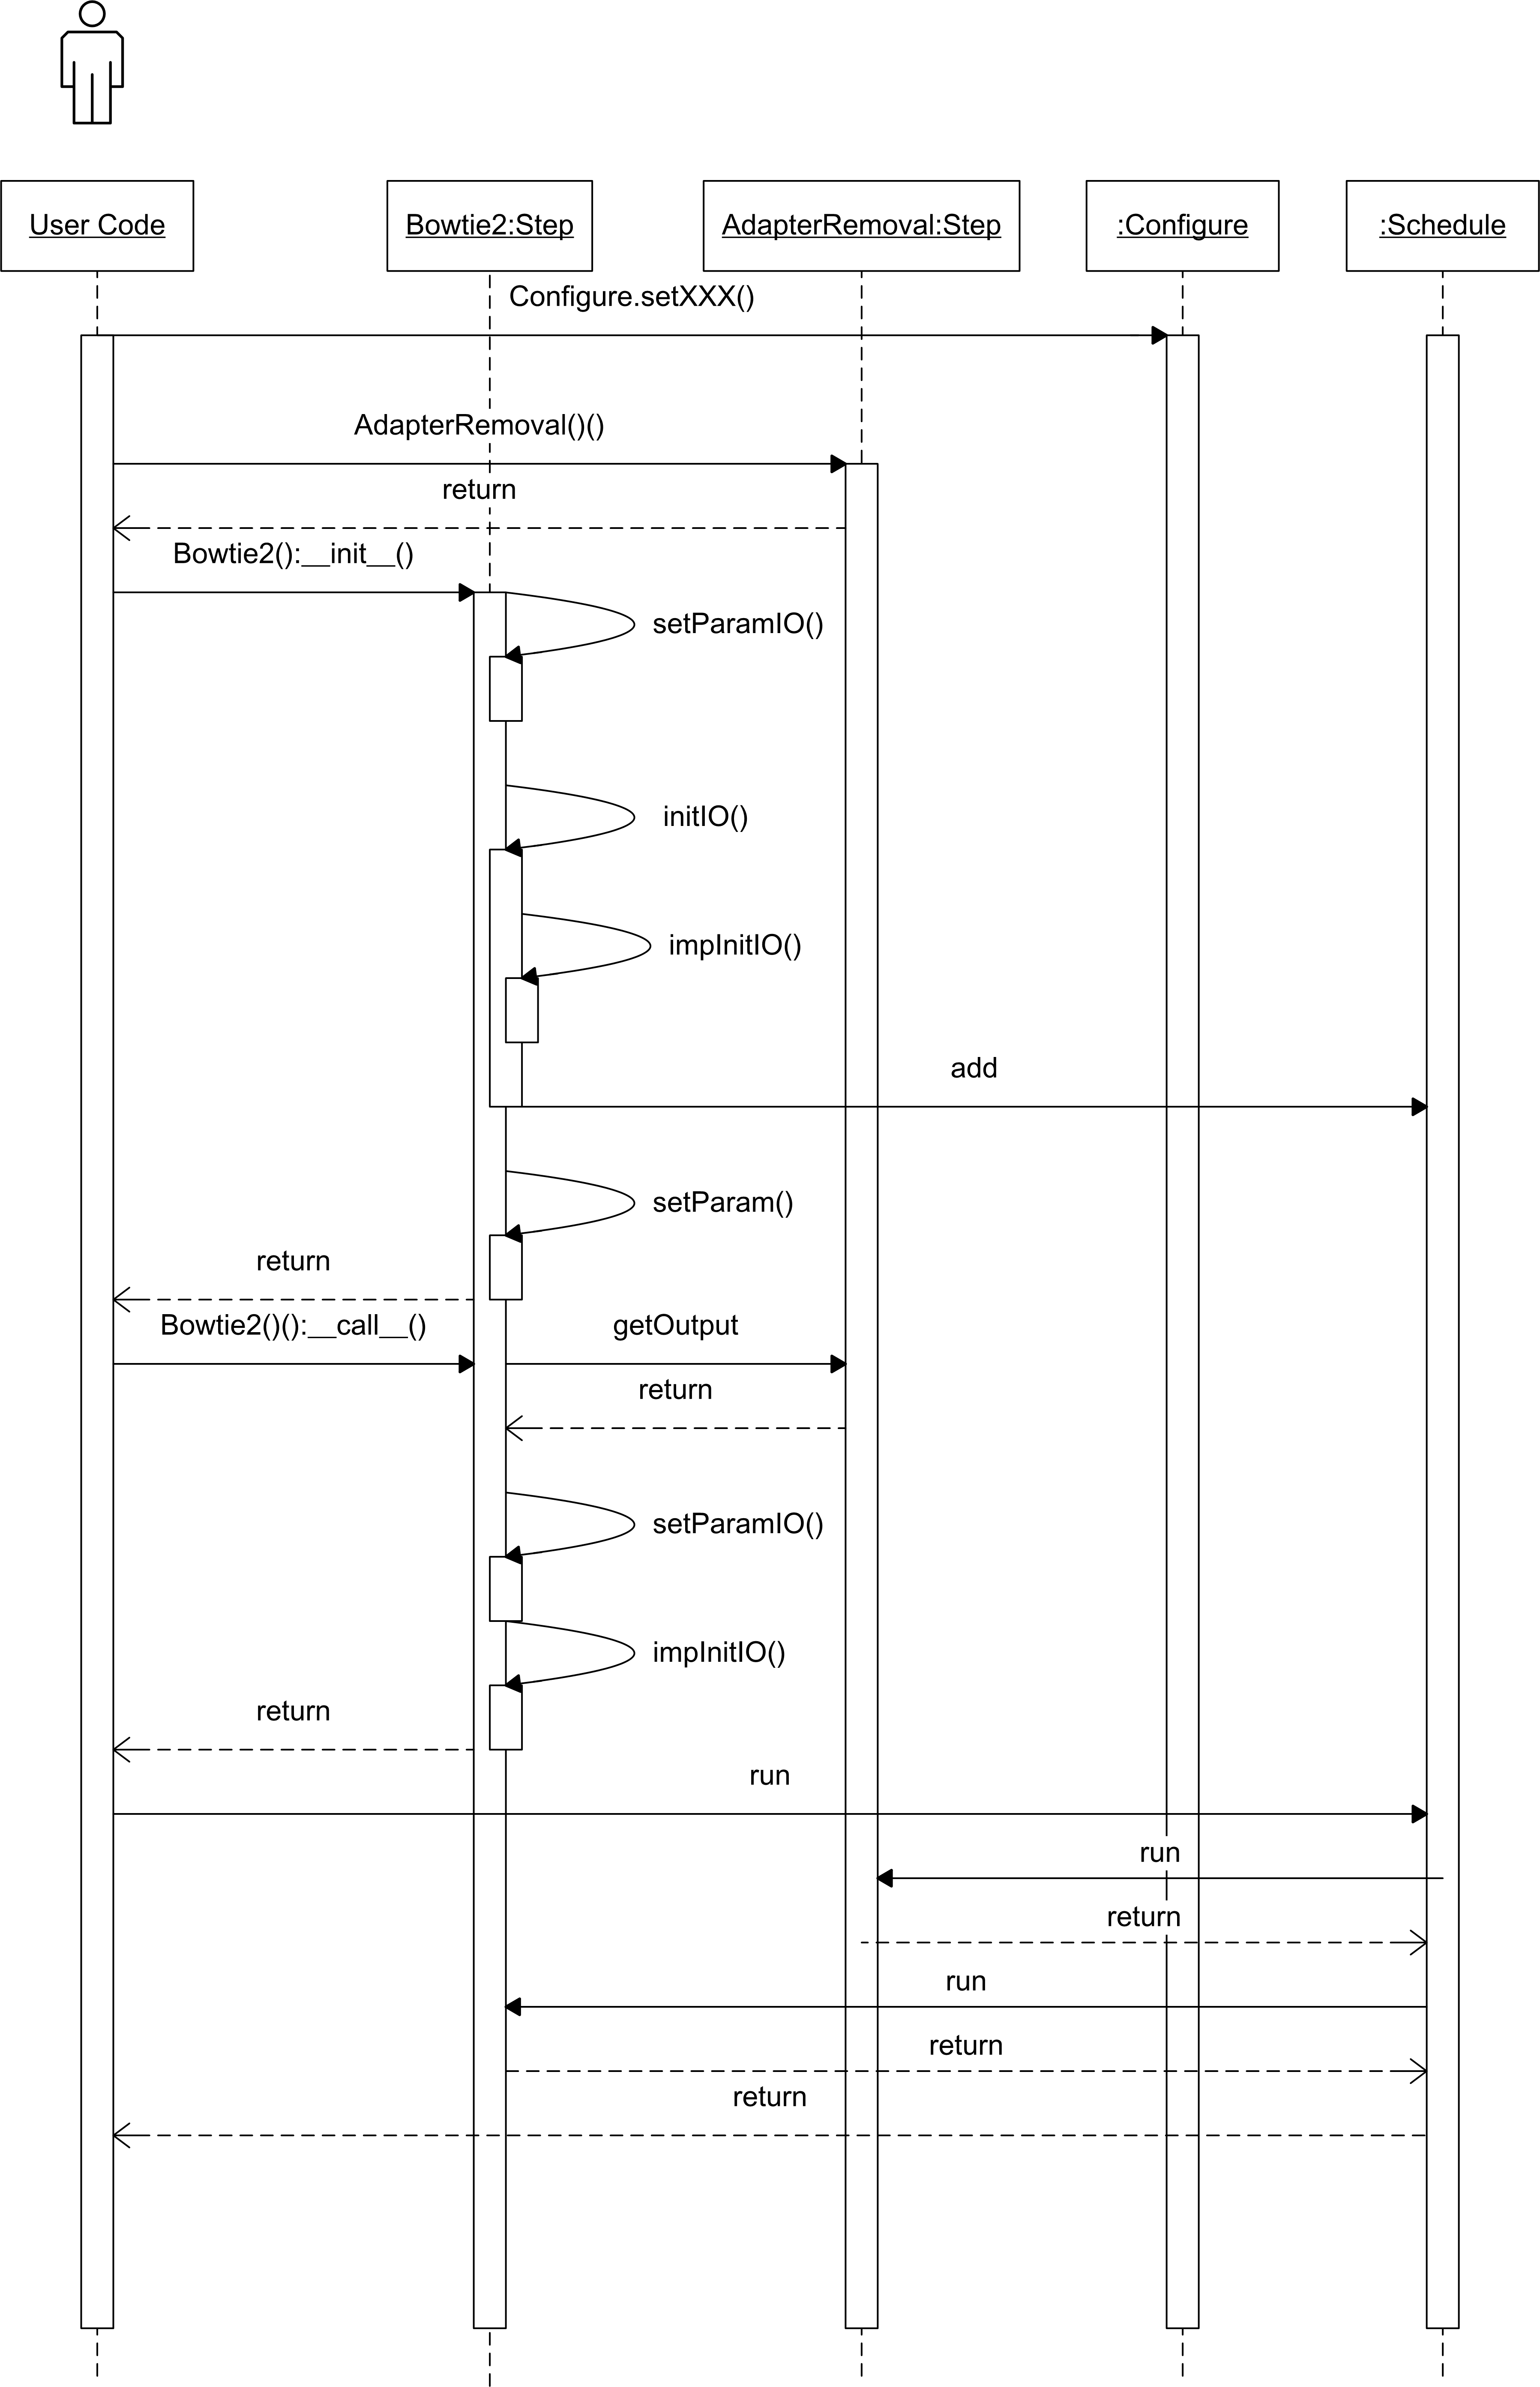 User Code
Bowtie2:Step
AdapterRemoval:Step
:Configure
:Schedule
Configure.setXXX()
AdapterRemoval()()
return
Bowtie2():__init__()
setParamIO()
initIO()
impInitIO()
add
setParam()
return
Bowtie2()():__call__()
getOutput
return
setParamIO()
impInitIO()
return
run
run
return
run
return
return